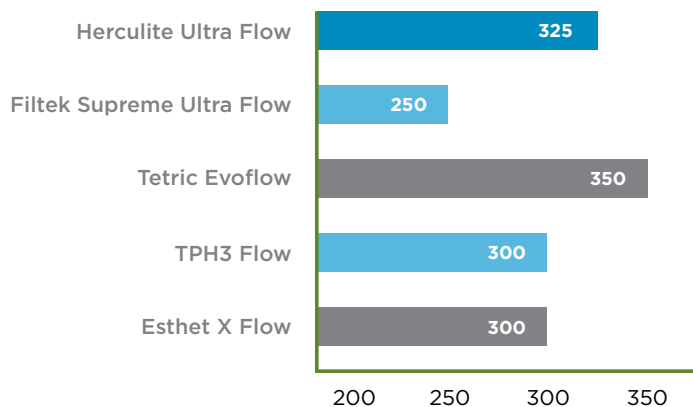 Herculite Ultra Flow 325
Filtek Supreme Ultra Flow 250
Tetric Evoflow 350
TPH3 Flow 300
Esthet X Flow 300
200 250 300 350